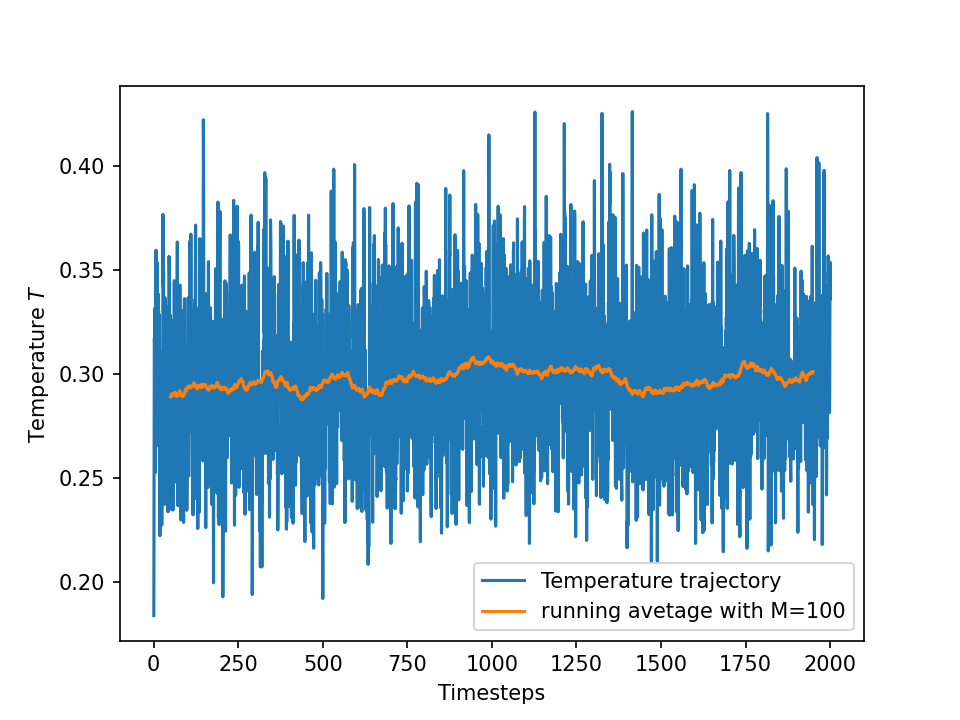 0.40
0.35
0.30
0.25
0.20
Temperature T
Temperature trajectory
running avetage with M=100
0 250 500 750 1000 1250 1500 1750 2000
Timesteps